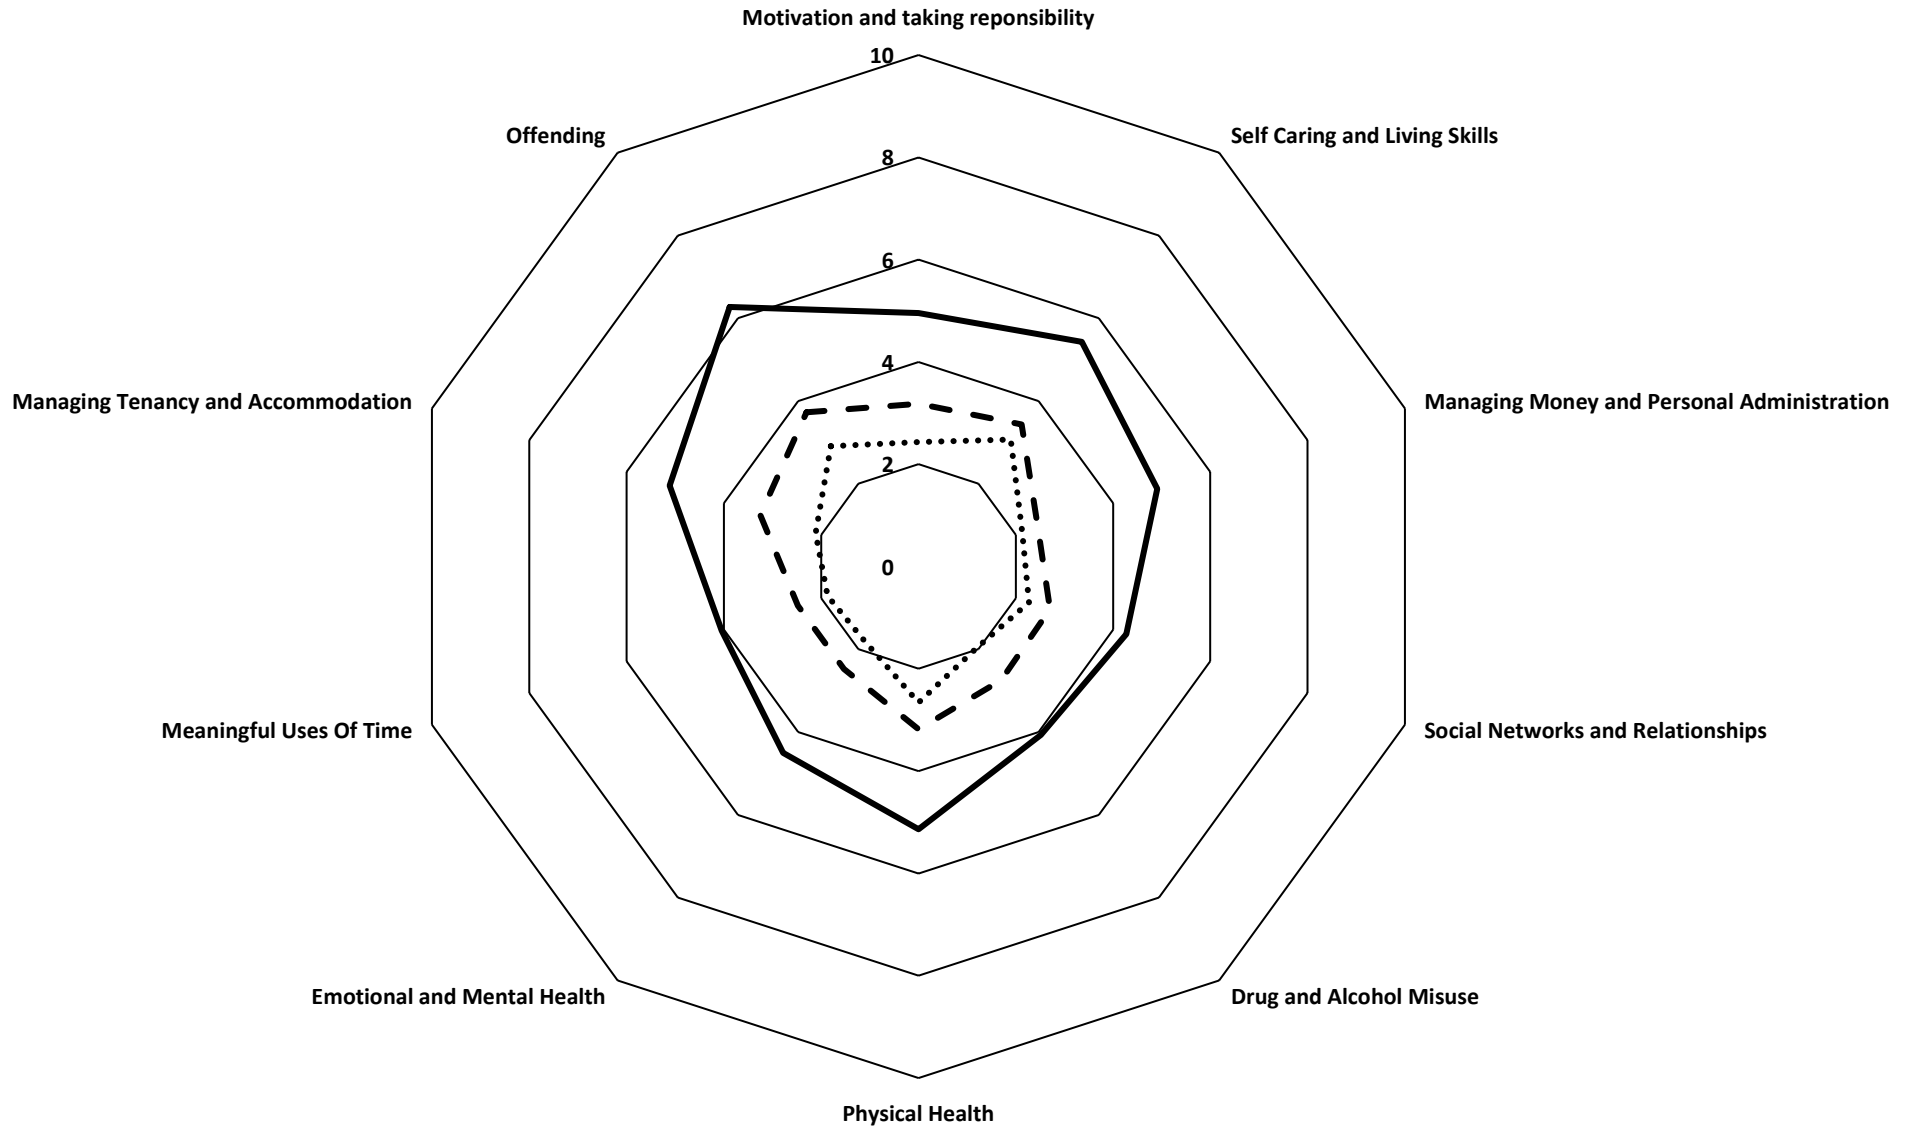 Motivation and taking reponsibility
10
Offending
Self Caring and Living Skills
8
6
4
Managing Tenancy and Accommodation
Managing Money and Personal Administration
2
0
Meaningful Uses Of Time
Social Networks and Relationships
Emotional and Mental Health
Drug and Alcohol Misuse
Physical Health